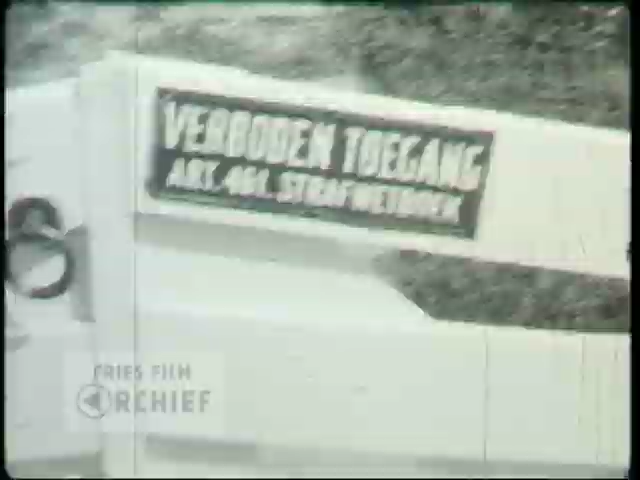 VERBODEN TOEGANG
ART. 461. STRAFWETBOEK
FRIES FILM
ARCHIEF